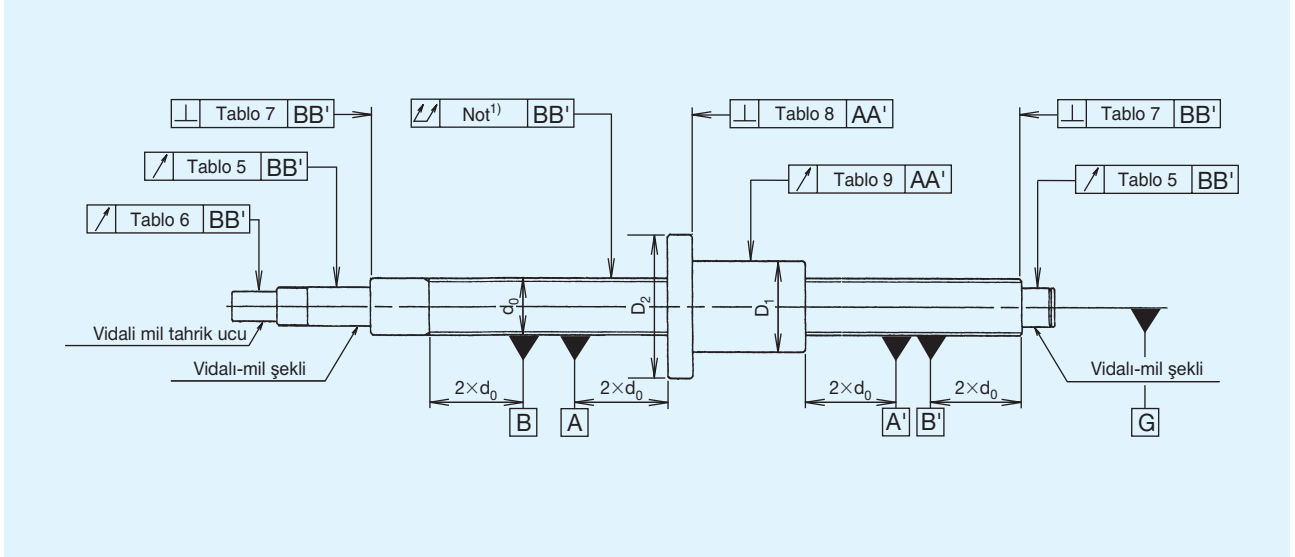 ⊥ Tablo 7 BB'
Not1) BB'
⊥ Tablo 8 AA'
⊥ Tablo 7 BB'
Tablo 5 BB'
Tablo 9 AA'
Tablo 5 BB'
Tablo 6 BB'
d0
D2
D1
Vidali mil tahrik ucu
Vidalı-mil şekli
Vidalı-mil şekli
2×d0
2×d0
2×d0
2×d0
B
A
A'
B'
G